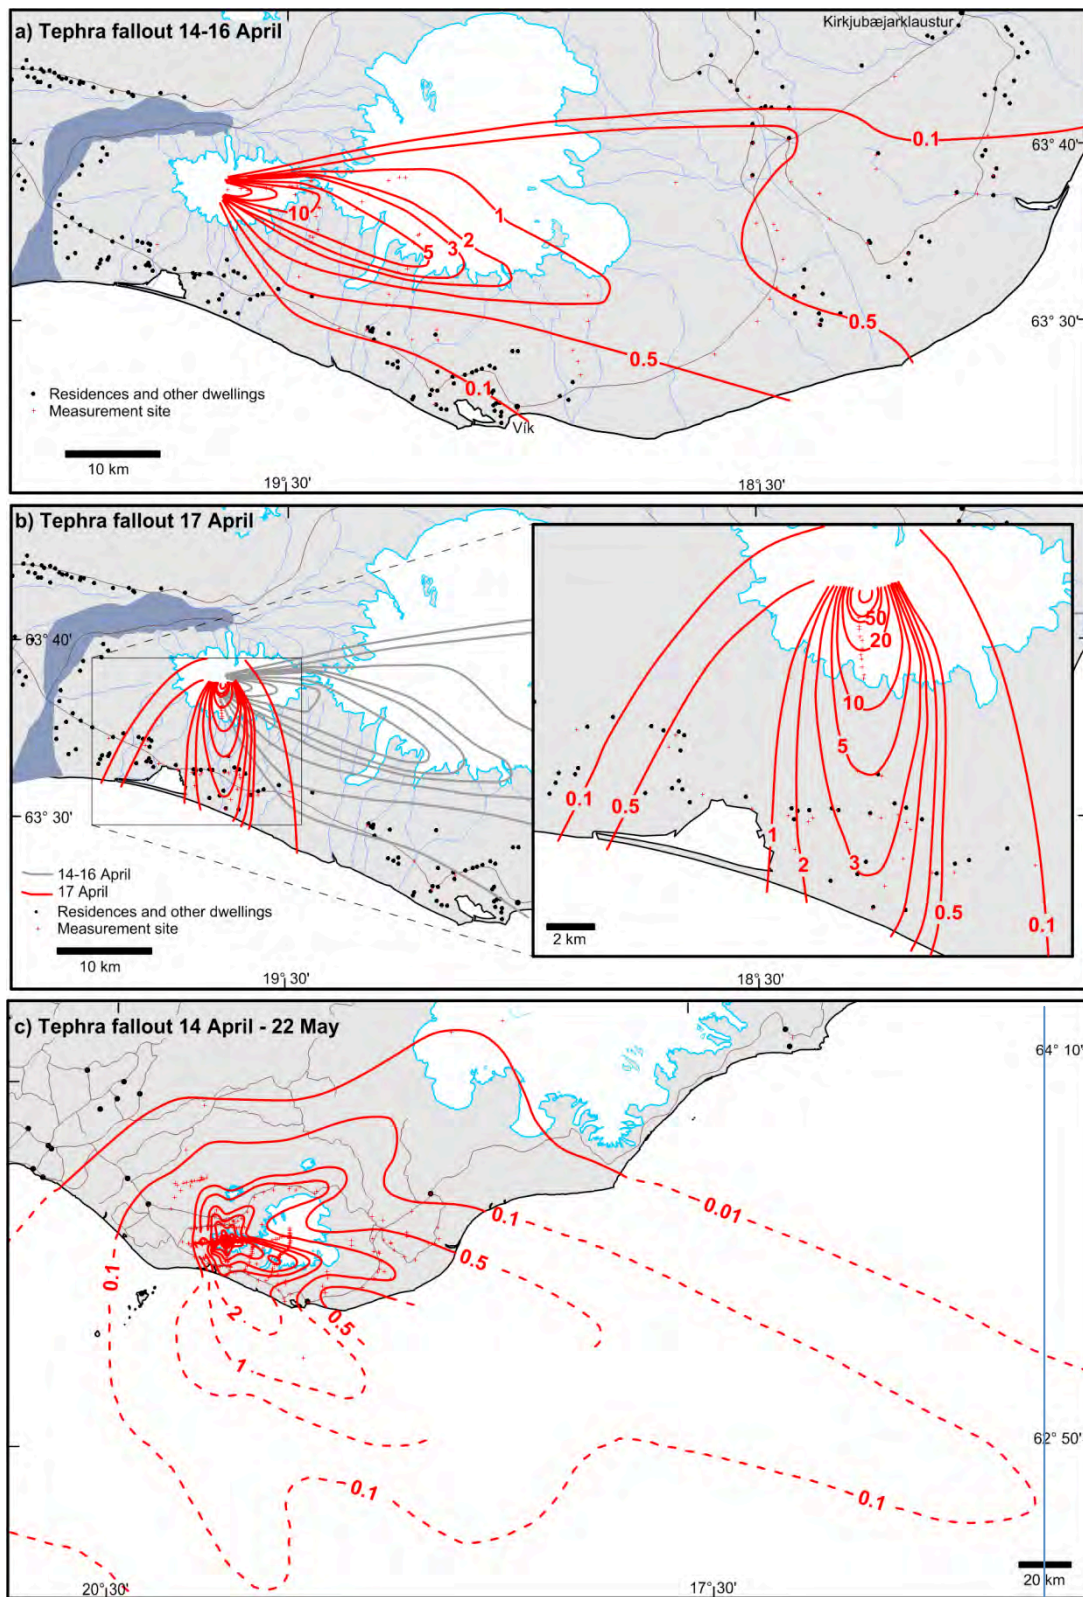 a) Tephra fallout 14-16 April
Kirkjubæjarklaustur
0.1
63° 40'
1
10
2
3
5
63° 30'
0.5
0.5
0.1
Residences and other dwellings
Measurement site
Vík
10 km
19° 30'
18° 30'
b) Tephra fallout 17 April
50
20
63° 40'
10
5
0.1
0.5
63° 30'
1
2
3
0.5
0.1
14-16 April
17 April
Residences and other dwellings
Measurement site
2 km
10 km
19° 30'
18° 30'
c) Tephra fallout 14 April - 22 May
64° 10'
0.01
0.1
0.5
0.1
2
0.5
1
62° 50'
0.1
0.1
20 km
20° 30'
17° 30'